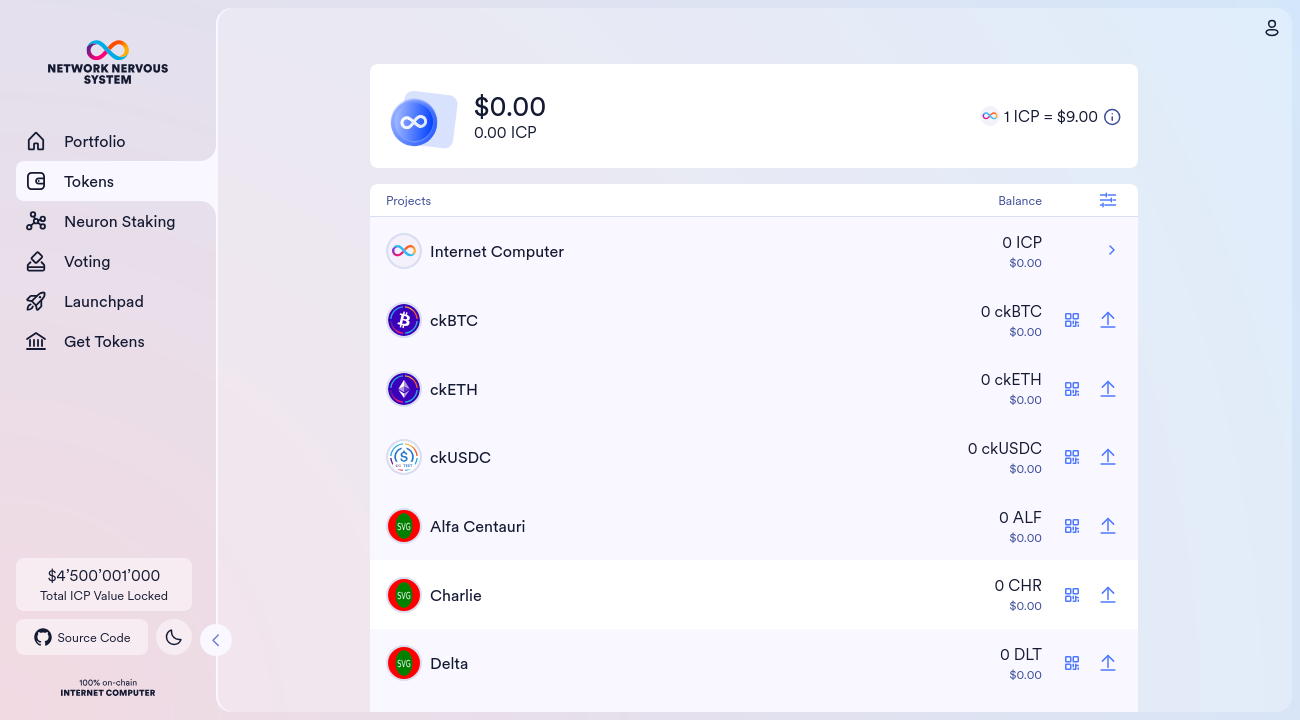 NETWORK NERVOUS
SYSTEM
Portfolio
Tokens
Neuron Staking
Voting
Launchpad
Get Tokens
$4’500’001’000
Total ICP Value Locked
Source Code
100% on-chain
INTERNET COMPUTER
$0.00
0.00 ICP
1 ICP = $9.00
Projects
Balance
Internet Computer
0 ICP
$0.00
ckBTC
0 ckBTC
$0.00
ckETH
0 ckETH
$0.00
ckUSDC
0 ckUSDC
$0.00
SVG
Alfa Centauri
0 ALF
$0.00
SVG
Charlie
0 CHR
$0.00
SVG
Delta
0 DLT
$0.00